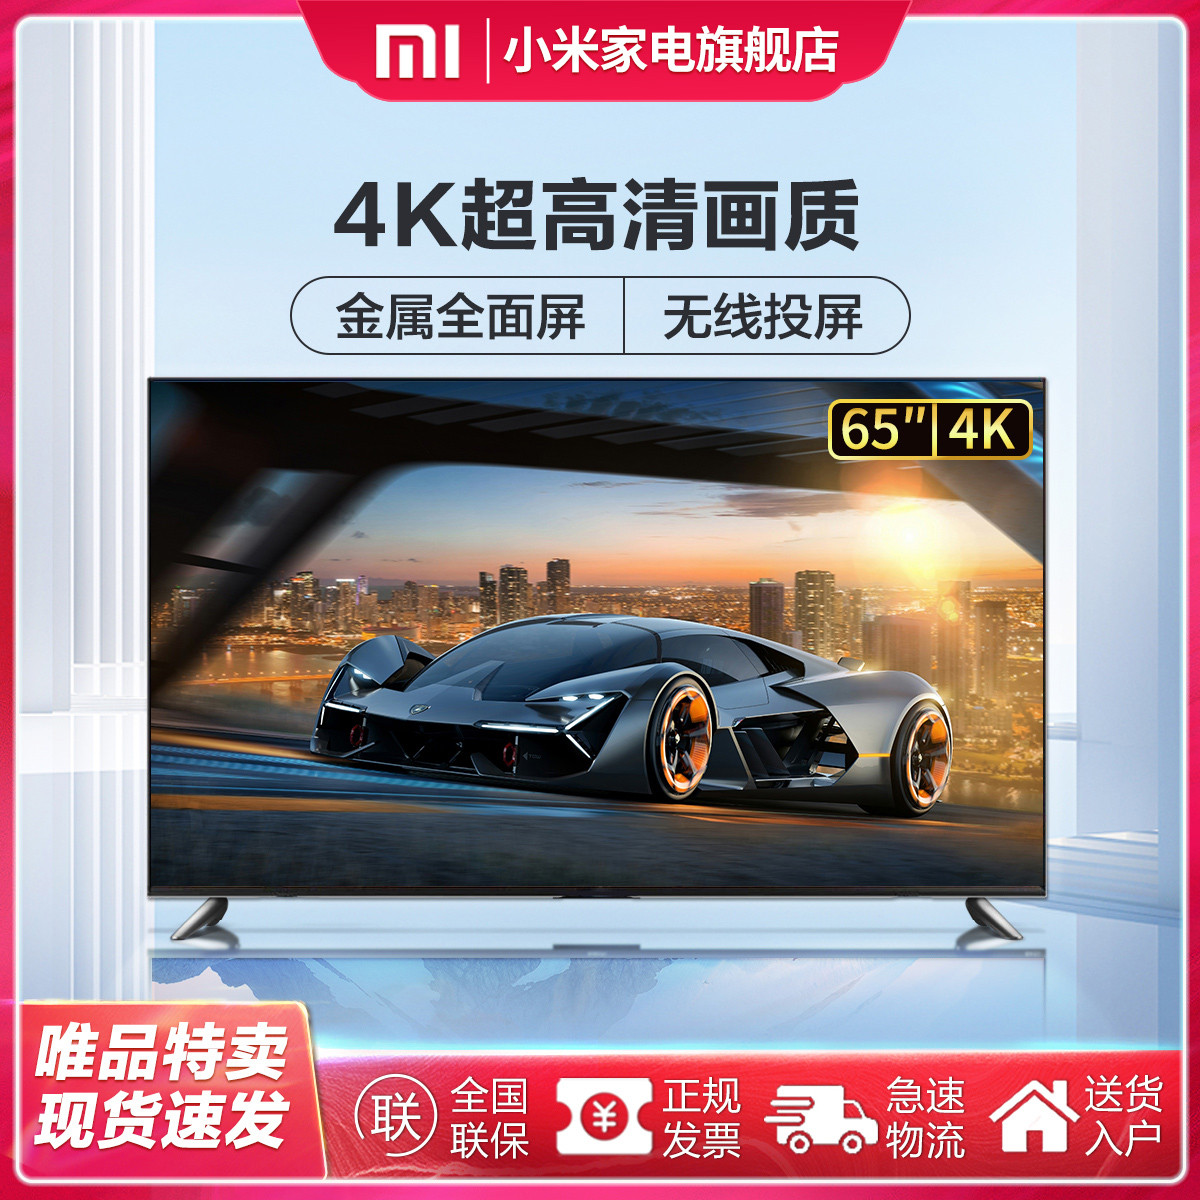 MI 小米家电旗舰店
4K超高清画质
金属全面屏 无线投屏
65″ 4K
唯品特卖
现货速发
联 全国
联保
¥ 正规
发票
急速
物流
送货
入户